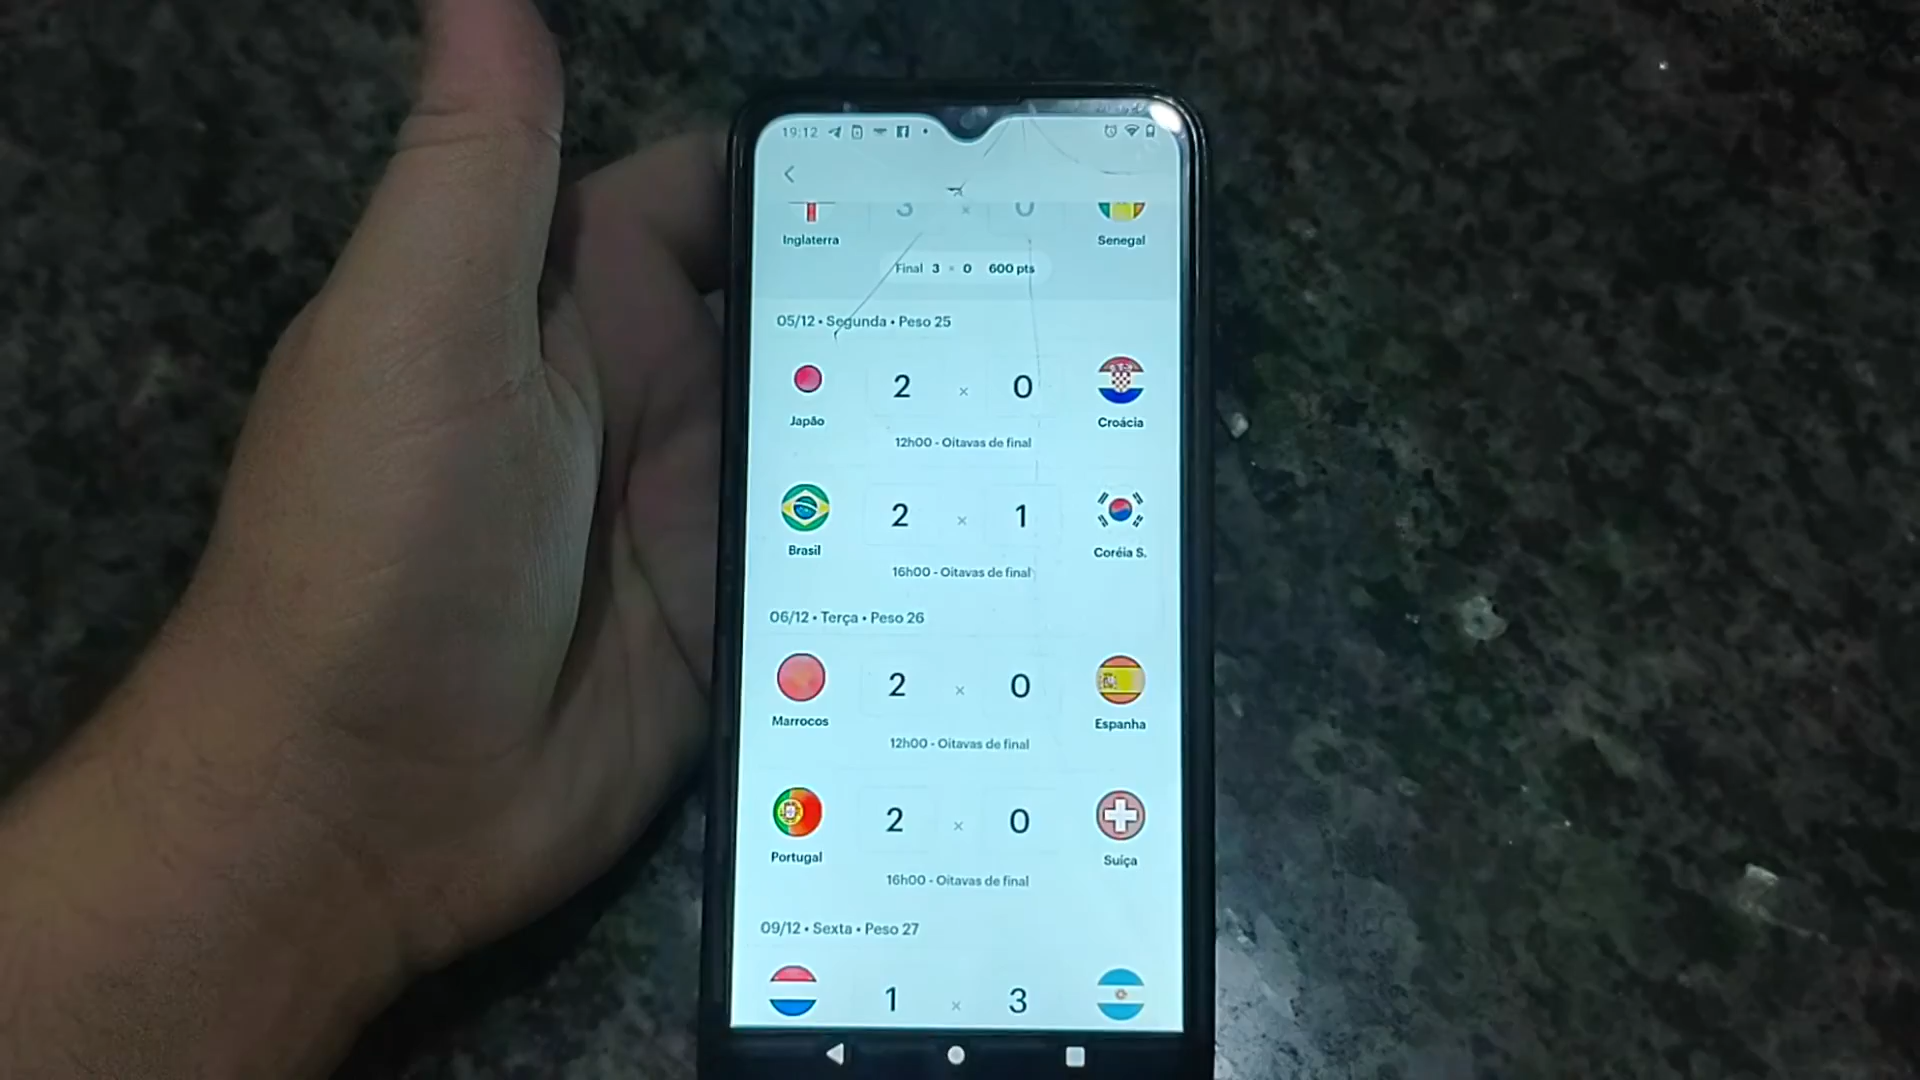 19:12
3 × 0
Inglaterra Senegal
Final 3 × 0 600 pts
05/12 • Segunda • Peso 25
2 × 0
Japão Croácia
12h00 - Oitavas de final
2 × 1
Brasil Coréia S.
16h00 - Oitavas de final
06/12 • Terça • Peso 26
2 × 0
Marrocos Espanha
12h00 - Oitavas de final
2 × 0
Portugal Suíça
16h00 - Oitavas de final
09/12 • Sexta • Peso 27
1 × 3